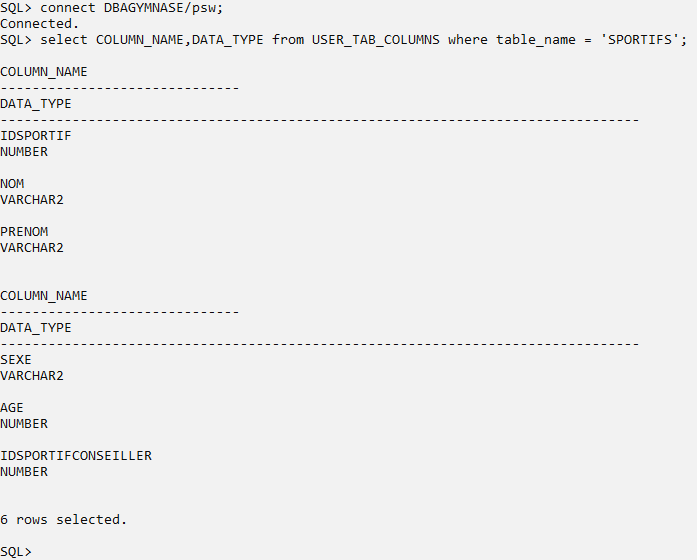 SQL> connect DBAGYMNASE/psw;
Connected.
SQL> select COLUMN_NAME,DATA_TYPE from USER_TAB_COLUMNS where table_name = 'SPORTIFS';
COLUMN_NAME
------------------------------
DATA_TYPE
--------------------------------------------------------------------------------
IDSPORTIF
NUMBER
NOM
VARCHAR2
PRENOM
VARCHAR2
COLUMN_NAME
------------------------------
DATA_TYPE
--------------------------------------------------------------------------------
SEXE
VARCHAR2
AGE
NUMBER
IDSPORTIFCONSEILLER
NUMBER
6 rows selected.
SQL>